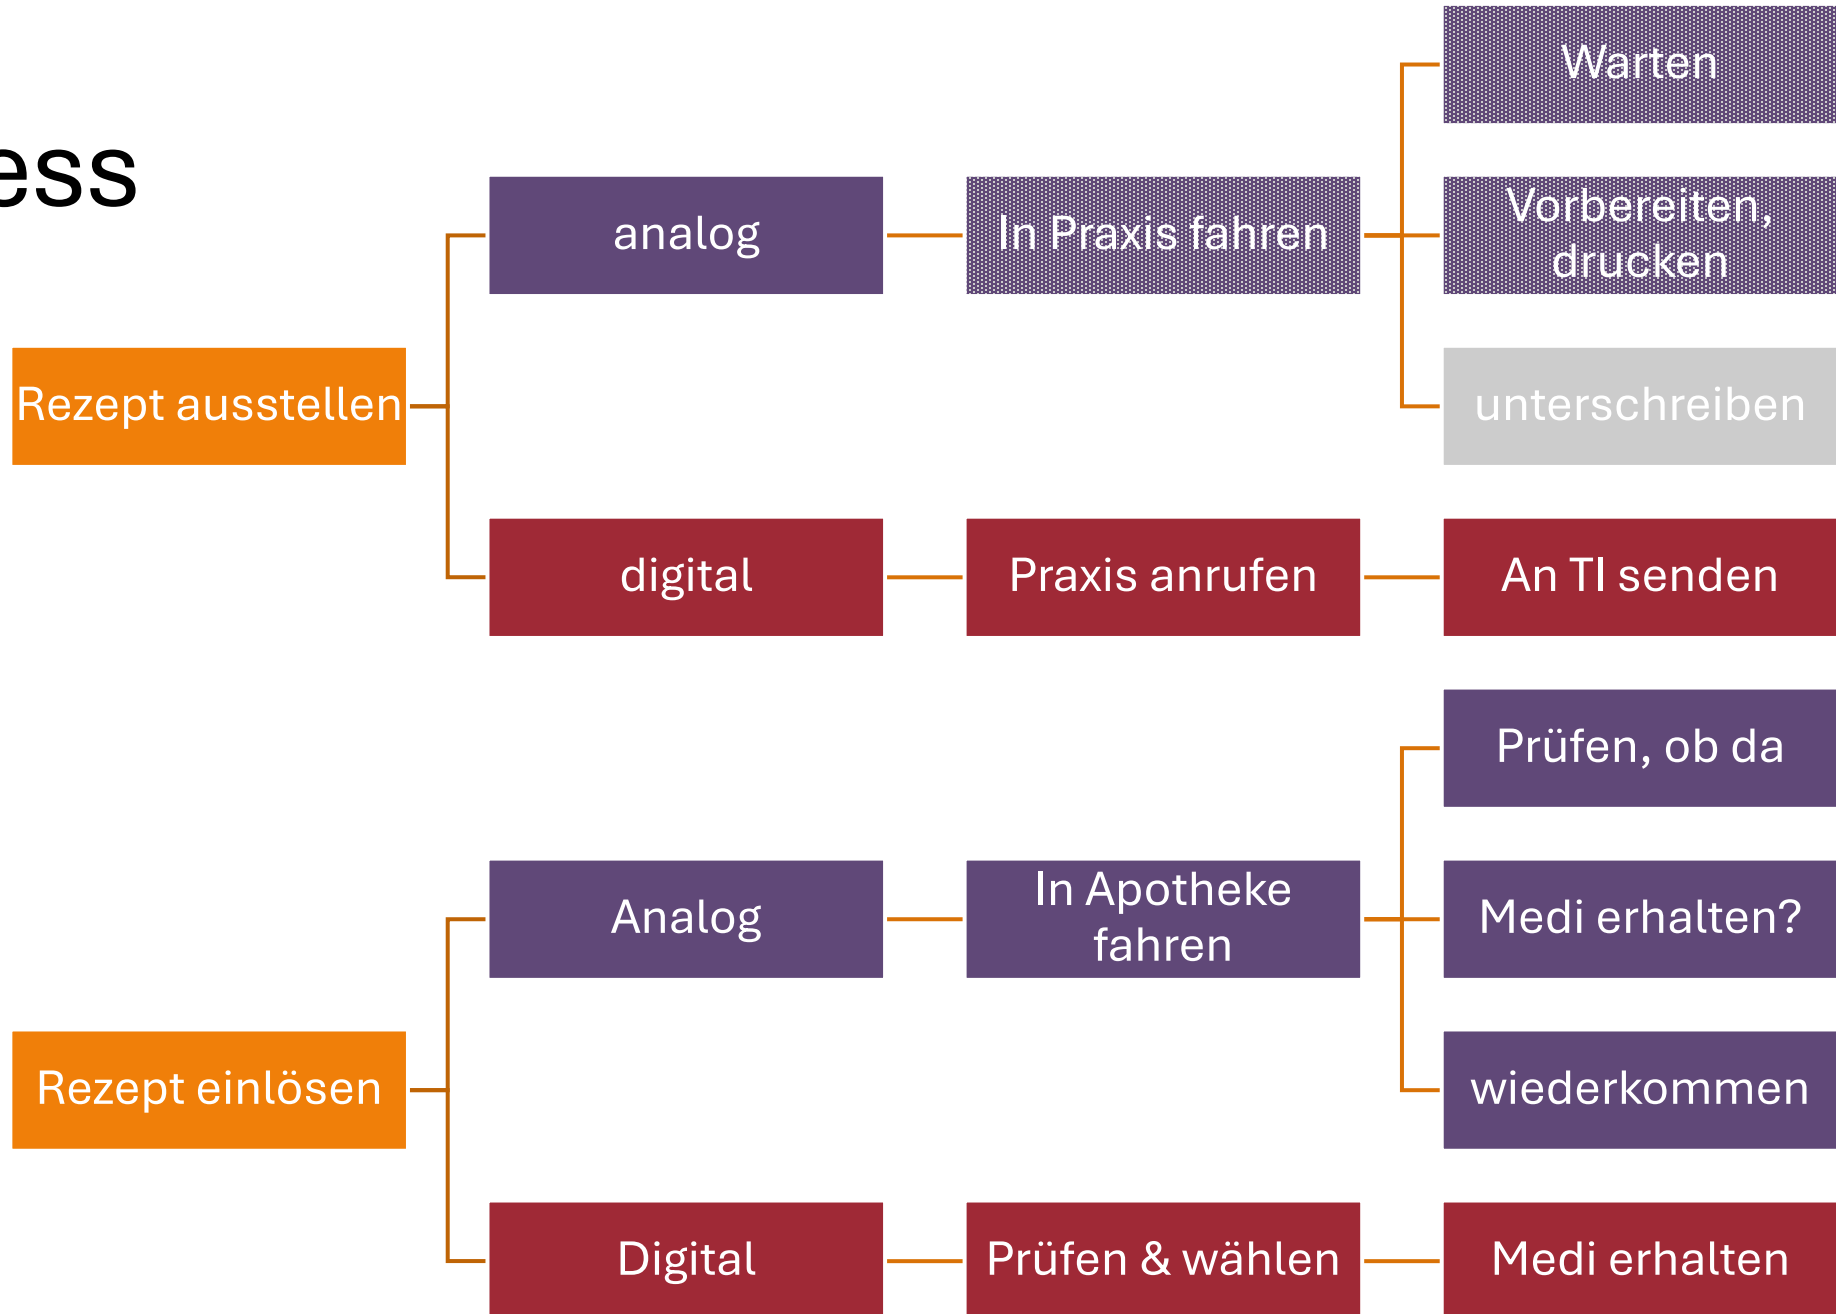 ess
Rezept ausstellen
analog
In Praxis fahren
Warten
Vorbereiten,
drucken
unterschreiben
digital
Praxis anrufen
An TI senden
Rezept einlösen
Analog
In Apotheke
fahren
Prüfen, ob da
Medi erhalten?
wiederkommen
Digital
Prüfen & wählen
Medi erhalten